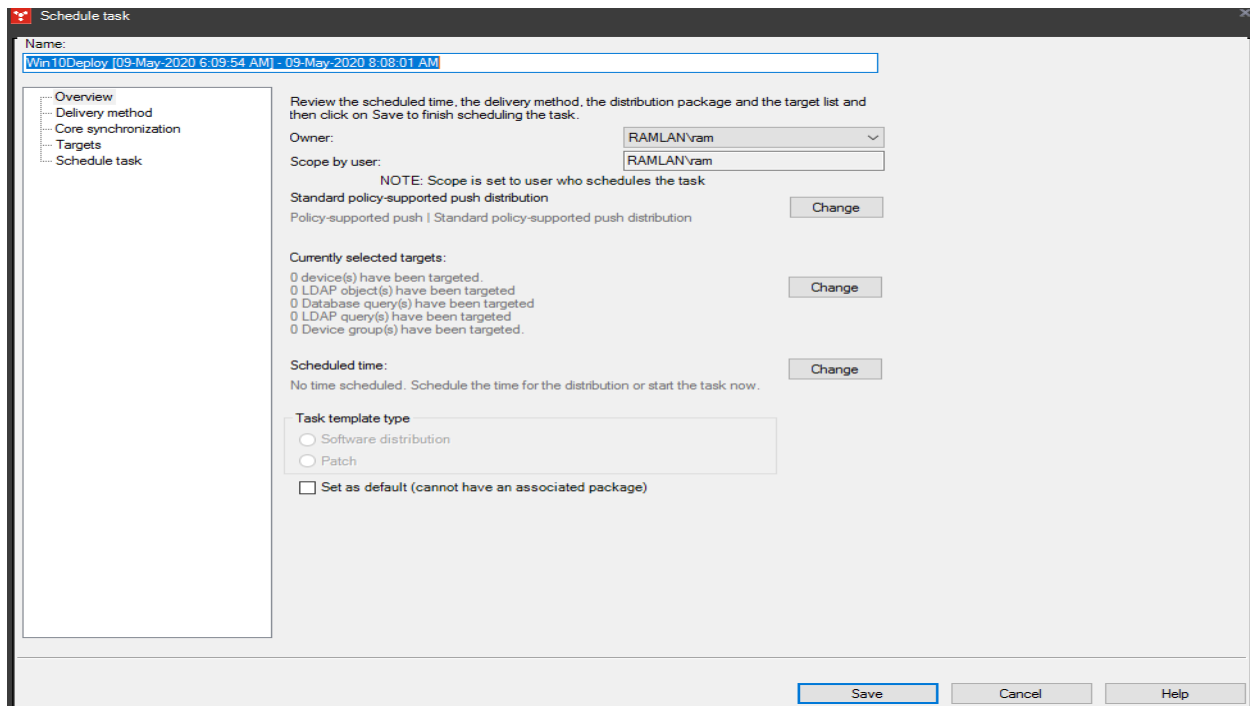 Schedule task
Name:
Win10Deploy [09-May-2020 6:09:54 AM] - 09-May-2020 8:08:01 AM
Overview
Delivery method
Core synchronization
Targets
Schedule task
Review the scheduled time, the delivery method, the distribution package and the target list and
then click on Save to finish scheduling the task.
Owner:
RAMLAN\ram
Scope by user:
RAMLAN\ram
NOTE: Scope is set to user who schedules the task
Standard policy-supported push distribution
Change
Policy-supported push | Standard policy-supported push distribution
Currently selected targets:
0 device(s) have been targeted.
0 LDAP object(s) have been targeted
0 Database query(s) have been targeted
0 LDAP query(s) have been targeted
0 Device group(s) have been targeted.
Change
Scheduled time:
Change
No time scheduled. Schedule the time for the distribution or start the task now.
Task template type
Software distribution
Patch
Set as default (cannot have an associated package)
Save
Cancel
Help